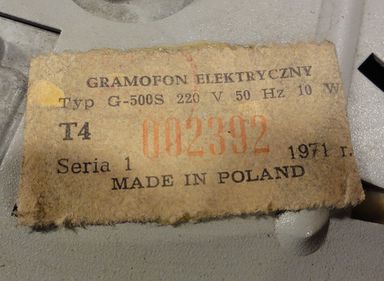 GRAMOFON ELEKTRYCZNY
Typ G-500S 220 V 50 Hz 10 W
T4 002392
Seria 1 1971 r.
MADE IN POLAND